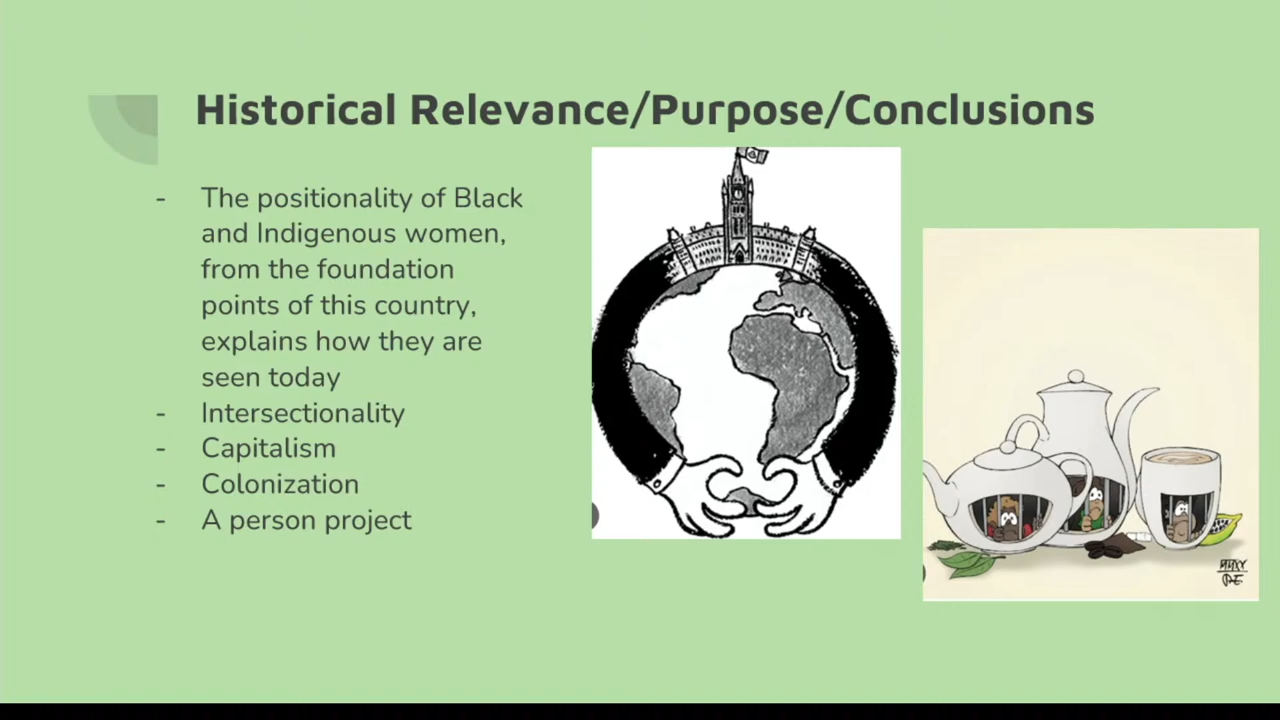 Historical Relevance/Purpose/Conclusions
- The positionality of Black
and Indigenous women,
from the foundation
points of this country,
explains how they are
seen today
- Intersectionality
- Capitalism
- Colonization
- A person project